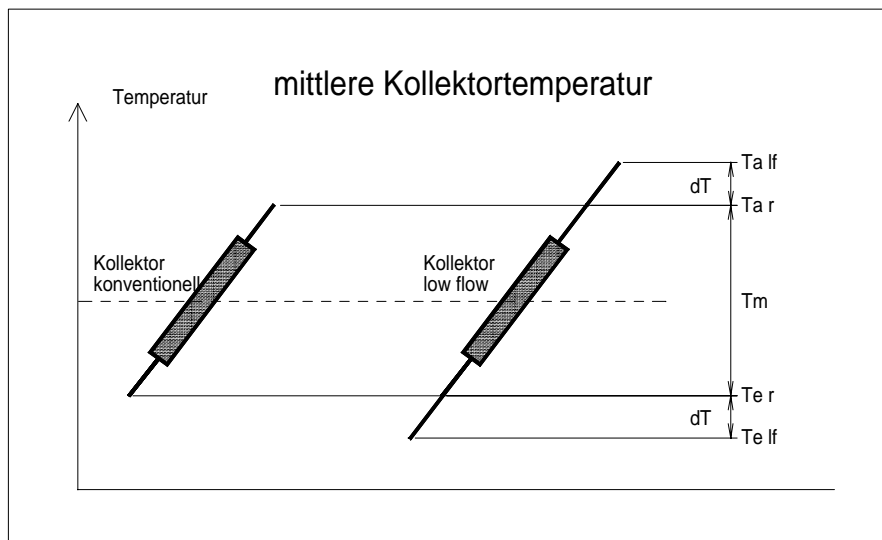 mittlere Kollektortemperatur
Temperatur
Ta lf
dT
Ta r
Kollektor
konventionell
Kollektor
low flow
Tm
Te r
dT
Te lf